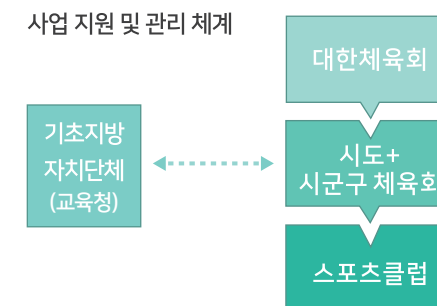 사업 지원 및 관리 체계
대한체육회
기초지방
자치단체
(교육청)
시도+
시군구 체육회
스포츠클럽